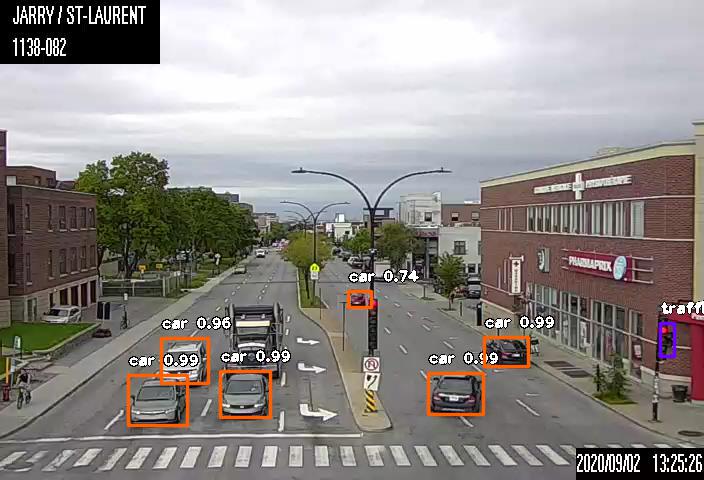 JARRY / ST-LAURENT
1138-082
PHARMAPRIX
car 0.74
car 0.96
car 0.99
car 0.99
car 0.99
car 0.99
traffi
2020/09/02 13:25:26